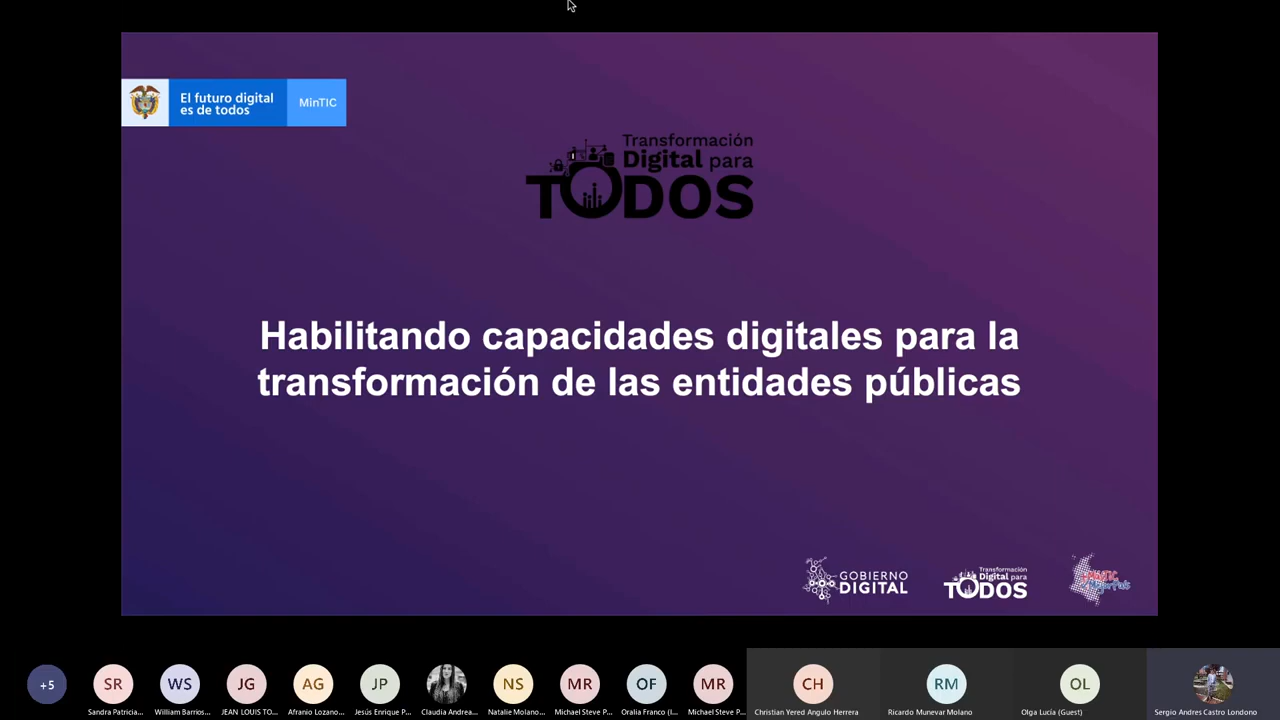 El futuro digital
es de todos
MinTIC
Transformación
Digital para
TODOS
Habilitando capacidades digitales para la
transformación de las entidades públicas
GOBIERNO
DIGITAL
Transformación
Digital para
TODOS
+5
SR
WS
JG
AG
JP
NS
MR
OF
MR
CH
RM
OL
Sandra Patricia...
William Barrios...
JEAN LOUIS TO...
Afranio Lozano...
Jesús Enrique P...
Claudia Andrea...
Natalie Molano...
Michael Steve P...
Oralia Franco (I...
Michael Steve P...
Christian Yered Angulo Herrera
Ricardo Munevar Molano
Olga Lucía (Guest)
Sergio Andres Castro Londono